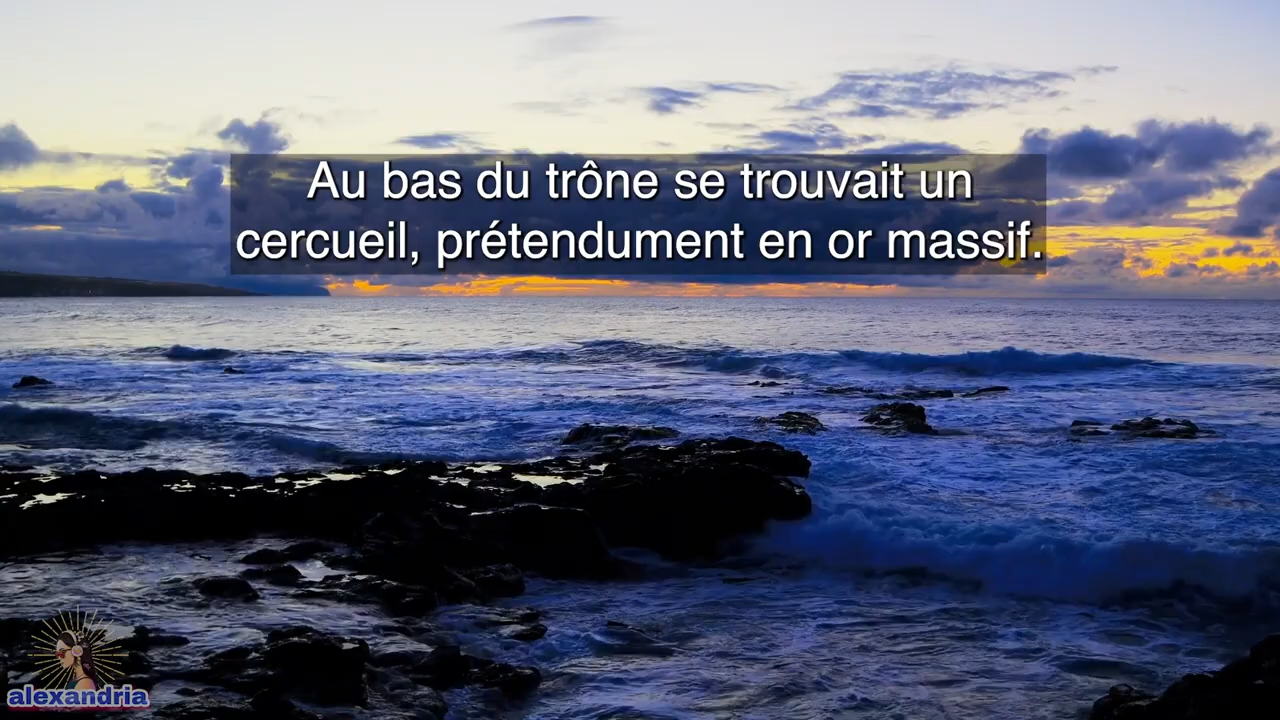 Au bas du trône se trouvait un
cercueil, prétendument en or massif.
alexandria